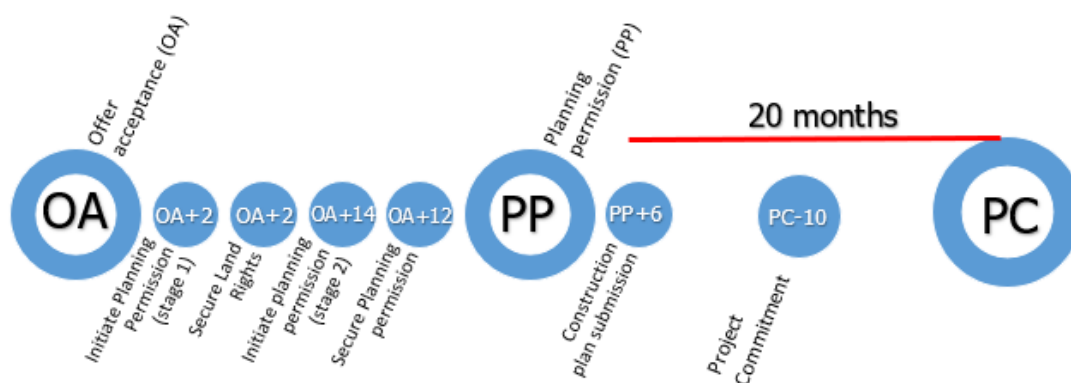 Offer
acceptance (OA)
Planning
permission (PP)
20 months
OA
OA+2
OA+2
OA+14
OA+12
PP
PP+6
PC-10
PC
Initiate Planning
Permission
(stage 1)
Secure Land
Rights
Initiate planning
permission
(stage 2)
Secure Planning
permission
Construction
plan submission
Project
Commitment